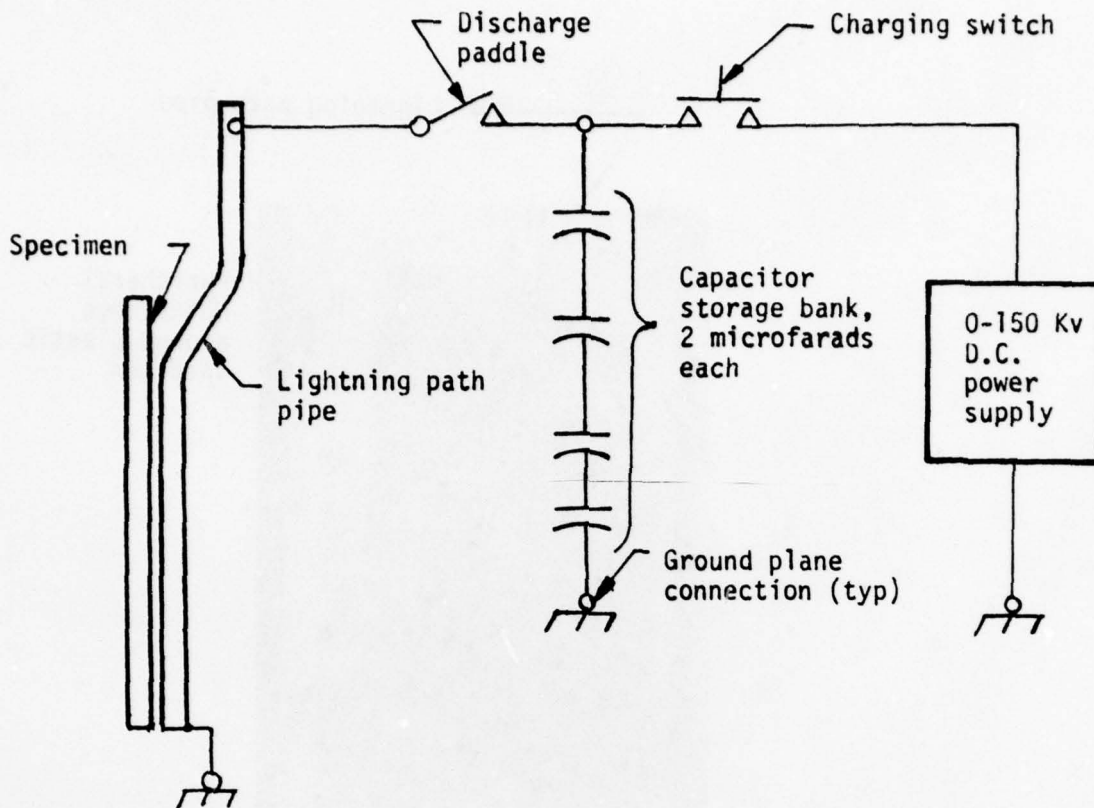 Discharge
paddle
Charging switch
Specimen
Lightning path
pipe
Capacitor
storage bank,
2 microfarads
each
0-150 Kv
D.C.
power
supply
Ground plane
connection (typ)